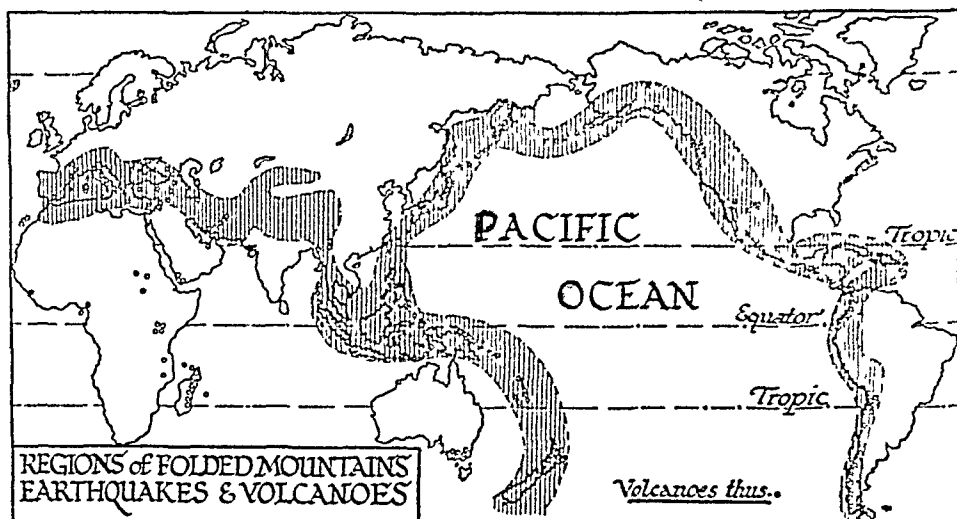 PACIFIC
OCEAN
Tropic
Equator
Tropic
REGIONS of FOLDED MOUNTAINS
EARTHQUAKES & VOLCANOES
Volcanoes thus..